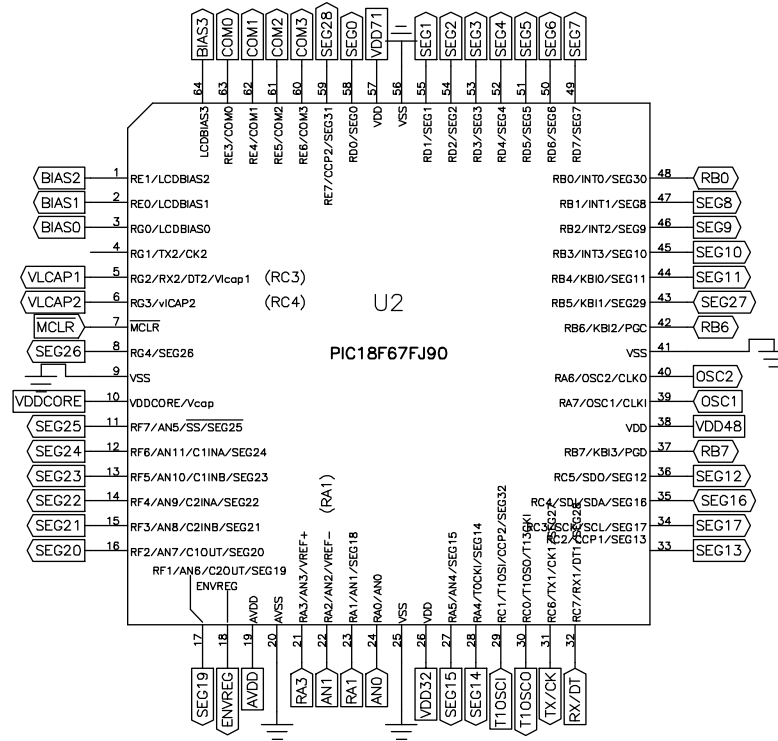 BIAS3 COM0 COM1 COM2 COM3 SEG28 SEG0 VDD71 SEG1 SEG2 SEG3 SEG4 SEG5 SEG6 SEG7
64 63 62 61 60 59 58 57 56 55 54 53 52 51 50 49
LCDBIAS3 RE3/COM0 RE4/COM1 RE5/COM2 RE6/COM3 RE7/CCP2/SEG31 RD0/SEG0 VDD VSS RD1/SEG1 RD2/SEG2 RD3/SEG3 RD4/SEG4 RD5/SEG5 RD6/SEG6 RD7/SEG7
BIAS2 1 RE1/LCDBIAS2
BIAS1 2 RE0/LCDBIAS1
BIAS0 3 RG0/LCDBIAS0
4 RG1/TX2/CK2
VLCAP1 5 RG2/RX2/DT2/Vlcap1 (RC3)
VLCAP2 6 RG3/vlCAP2 (RC4)
MCLR 7 MCLR
SEG26 8 RG4/SEG26
9 VSS
VDDCORE 10 VDDCORE/Vcap
SEG25 11 RF7/AN5/SS/SEG25
SEG24 12 RF6/AN11/C1INA/SEG24
SEG23 13 RF5/AN10/C1INB/SEG23
SEG22 14 RF4/AN9/C2INA/SEG22
SEG21 15 RF3/AN8/C2INB/SEG21
SEG20 16 RF2/AN7/C1OUT/SEG20
U2
PIC18F67FJ90
RB0/INT0/SEG30 48 RB0
RB1/INT1/SEG8 47 SEG8
RB2/INT2/SEG9 46 SEG9
RB3/INT3/SEG10 45 SEG10
RB4/KBI0/SEG11 44 SEG11
RB5/KBI1/SEG29 43 SEG27
RB6/KBI2/PGC 42 RB6
VSS 41
RA6/OSC2/CLKO 40 OSC2
RA7/OSC1/CLKI 39 OSC1
VDD 38 VDD48
RB7/KBI3/PGD 37 RB7
RC5/SDO/SEG12 36 SEG12
RC4/SDI/SDA/SEG16 35 SEG16
RC3/SCK/SCL/SEG17 34 SEG17
RC2/CCP1/SEG13 33 SEG13
(RA1)
RF1/AN6/C2OUT/SEG19 ENVREG AVDD AVSS RA3/AN3/VREF+ RA2/AN2/VREF- RA1/AN1/SEG18 RA0/AN0 VSS VDD RA5/AN4/SEG15 RA4/T0CKI/SEG14 RC1/T1OSI/CCP2/SEG32 RC0/T1OSO/T13CKI RC6/TX1/CK1/SEG27 RC7/RX1/DT1/SEG28
17 18 19 20 21 22 23 24 25 26 27 28 29 30 31 32
SEG19 ENVREG AVDD RA3 AN1 RA1 AN0 VDD32 SEG15 SEG14 T1OSCI T1OSCO TX/CK RX/DT